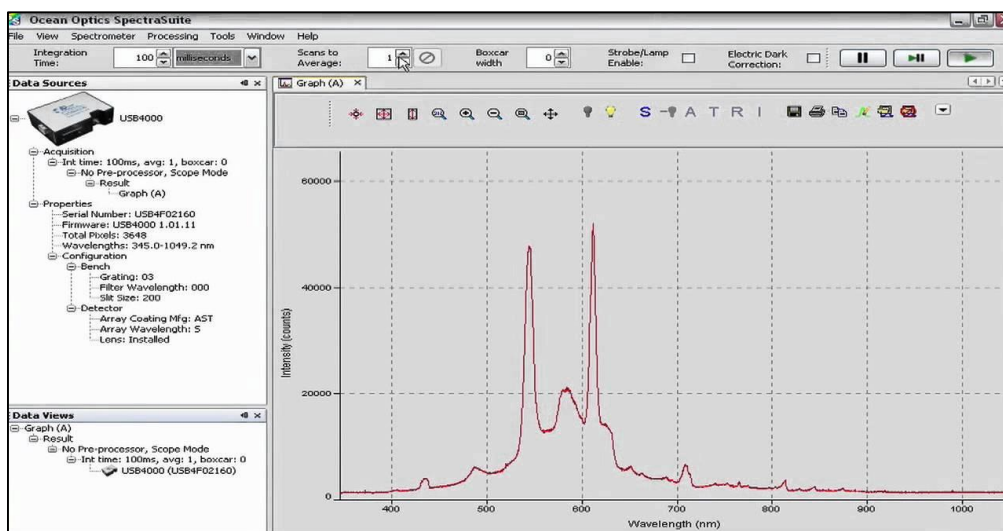 Ocean Optics SpectraSuite
File View Spectrometer Processing Tools Window Help
Integration Time: 100 milliseconds
Scans to Average: 1
Boxcar width 0
Strobe/Lamp Enable:
Electric Dark Correction:
Data Sources
USB4000
Acquisition
Int time: 100ms, avg: 1, boxcar: 0
No Pre-processor, Scope Mode
Result
Graph (A)
Properties
Serial Number: USB4F02160
Firmware: USB4000 1.01.11
Total Pixels: 3648
Wavelengths: 345.0-1049.2 nm
Configuration
Bench
Grating: 03
Filter Wavelength: 000
Slit Size: 200
Detector
Array Coating Mfg: AST
Array Wavelength: S
Lens: Installed
Data Views
Graph (A)
Result
No Pre-processor, Scope Mode
Int time: 100ms, avg: 1, boxcar: 0
USB4000 (USB4F02160)
Graph (A)
S A T R I
Intensity (counts)
60000
40000
20000
0
400 500 600 700 800 900 1000
Wavelength (nm)